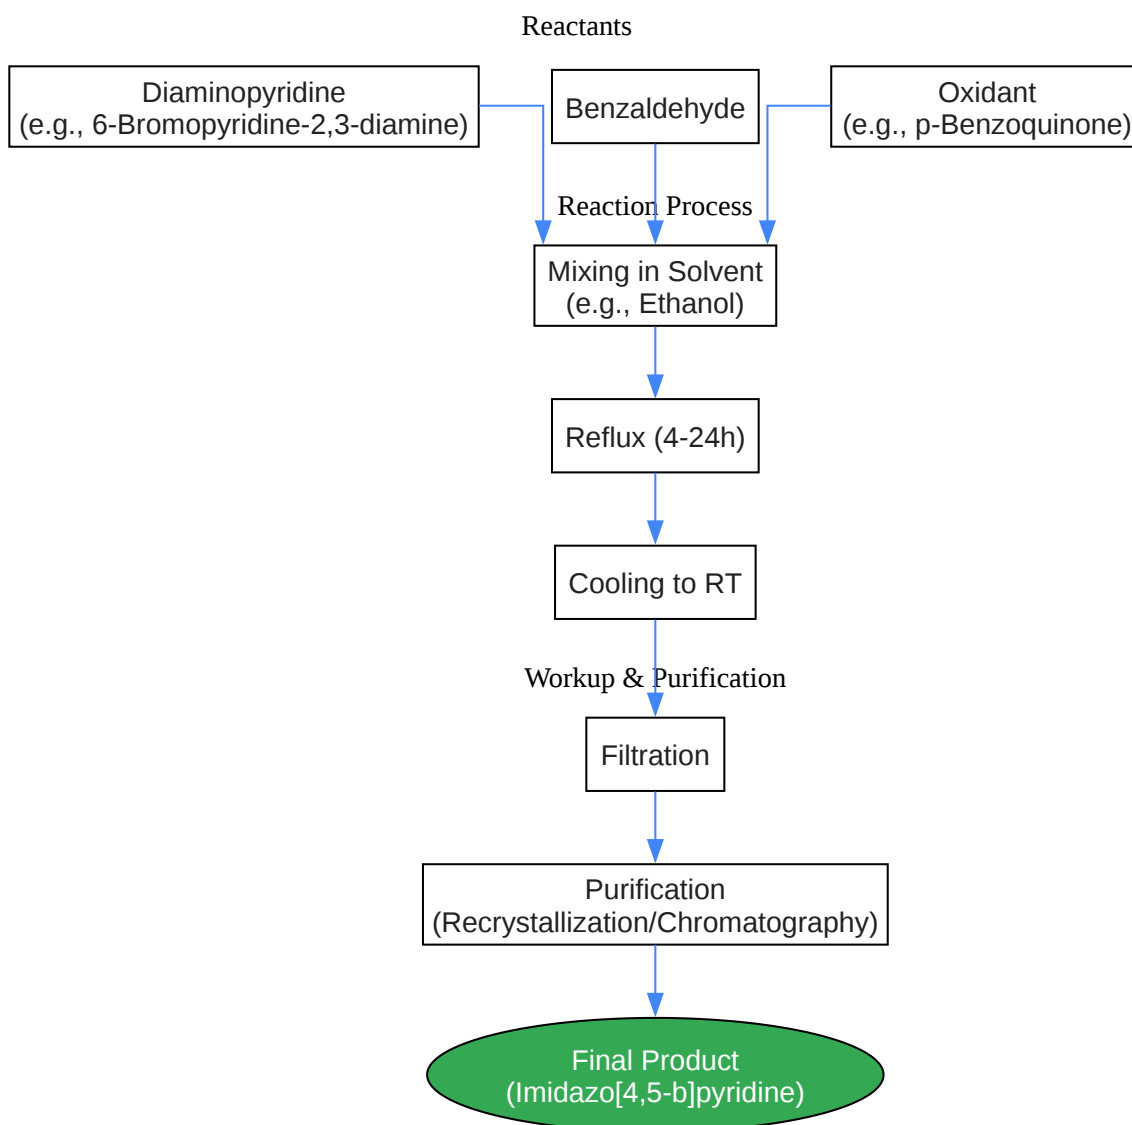 Reactants
Diaminopyridine
(e.g., 6-Bromopyridine-2,3-diamine)
Benzaldehyde
Oxidant
(e.g., p-Benzoquinone)
Reaction Process
Mixing in Solvent
(e.g., Ethanol)
Reflux (4-24h)
Cooling to RT
Workup & Purification
Filtration
Purification
(Recrystallization/Chromatography)
Final Product
(Imidazo[4,5-b]pyridine)